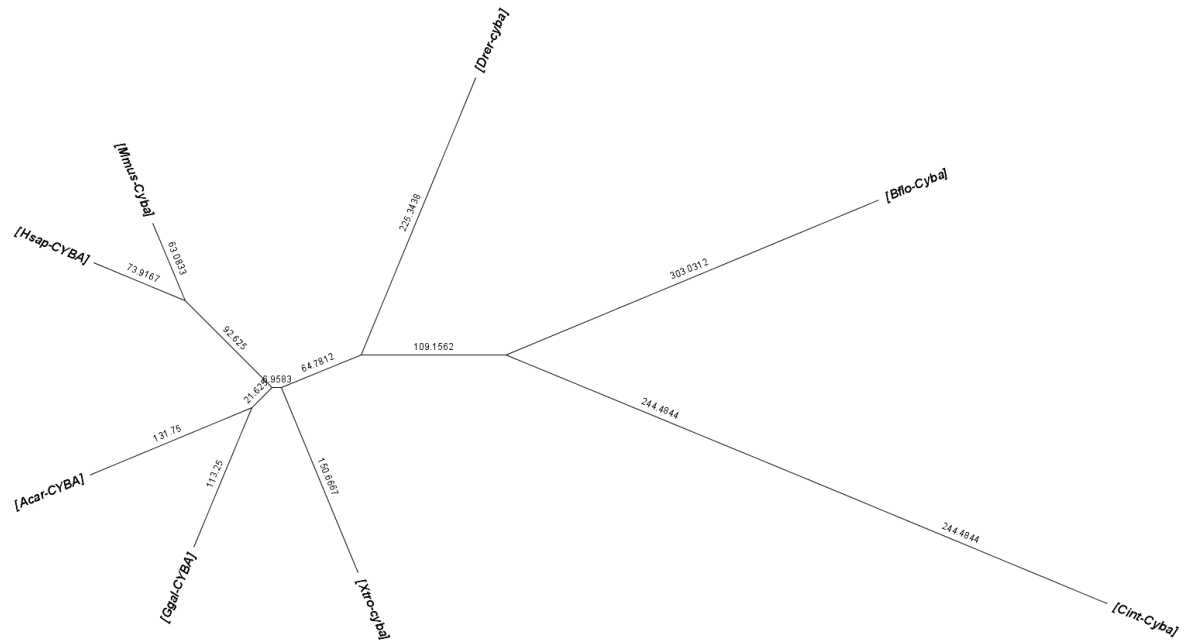 [Drer-cyba]
[Mmus-Cyba]
[Bflo-Cyba]
225.3438
[Hsap-CYBA]
63.0833
73.9167
303.0312
92.625
109.1562
64.7812
21.625
244.4844
131.75
113.25
150.6667
[Acar-CYBA]
244.4844
[Ggal-CYBA]
[Xtro-cyba]
[Cint-Cyba]